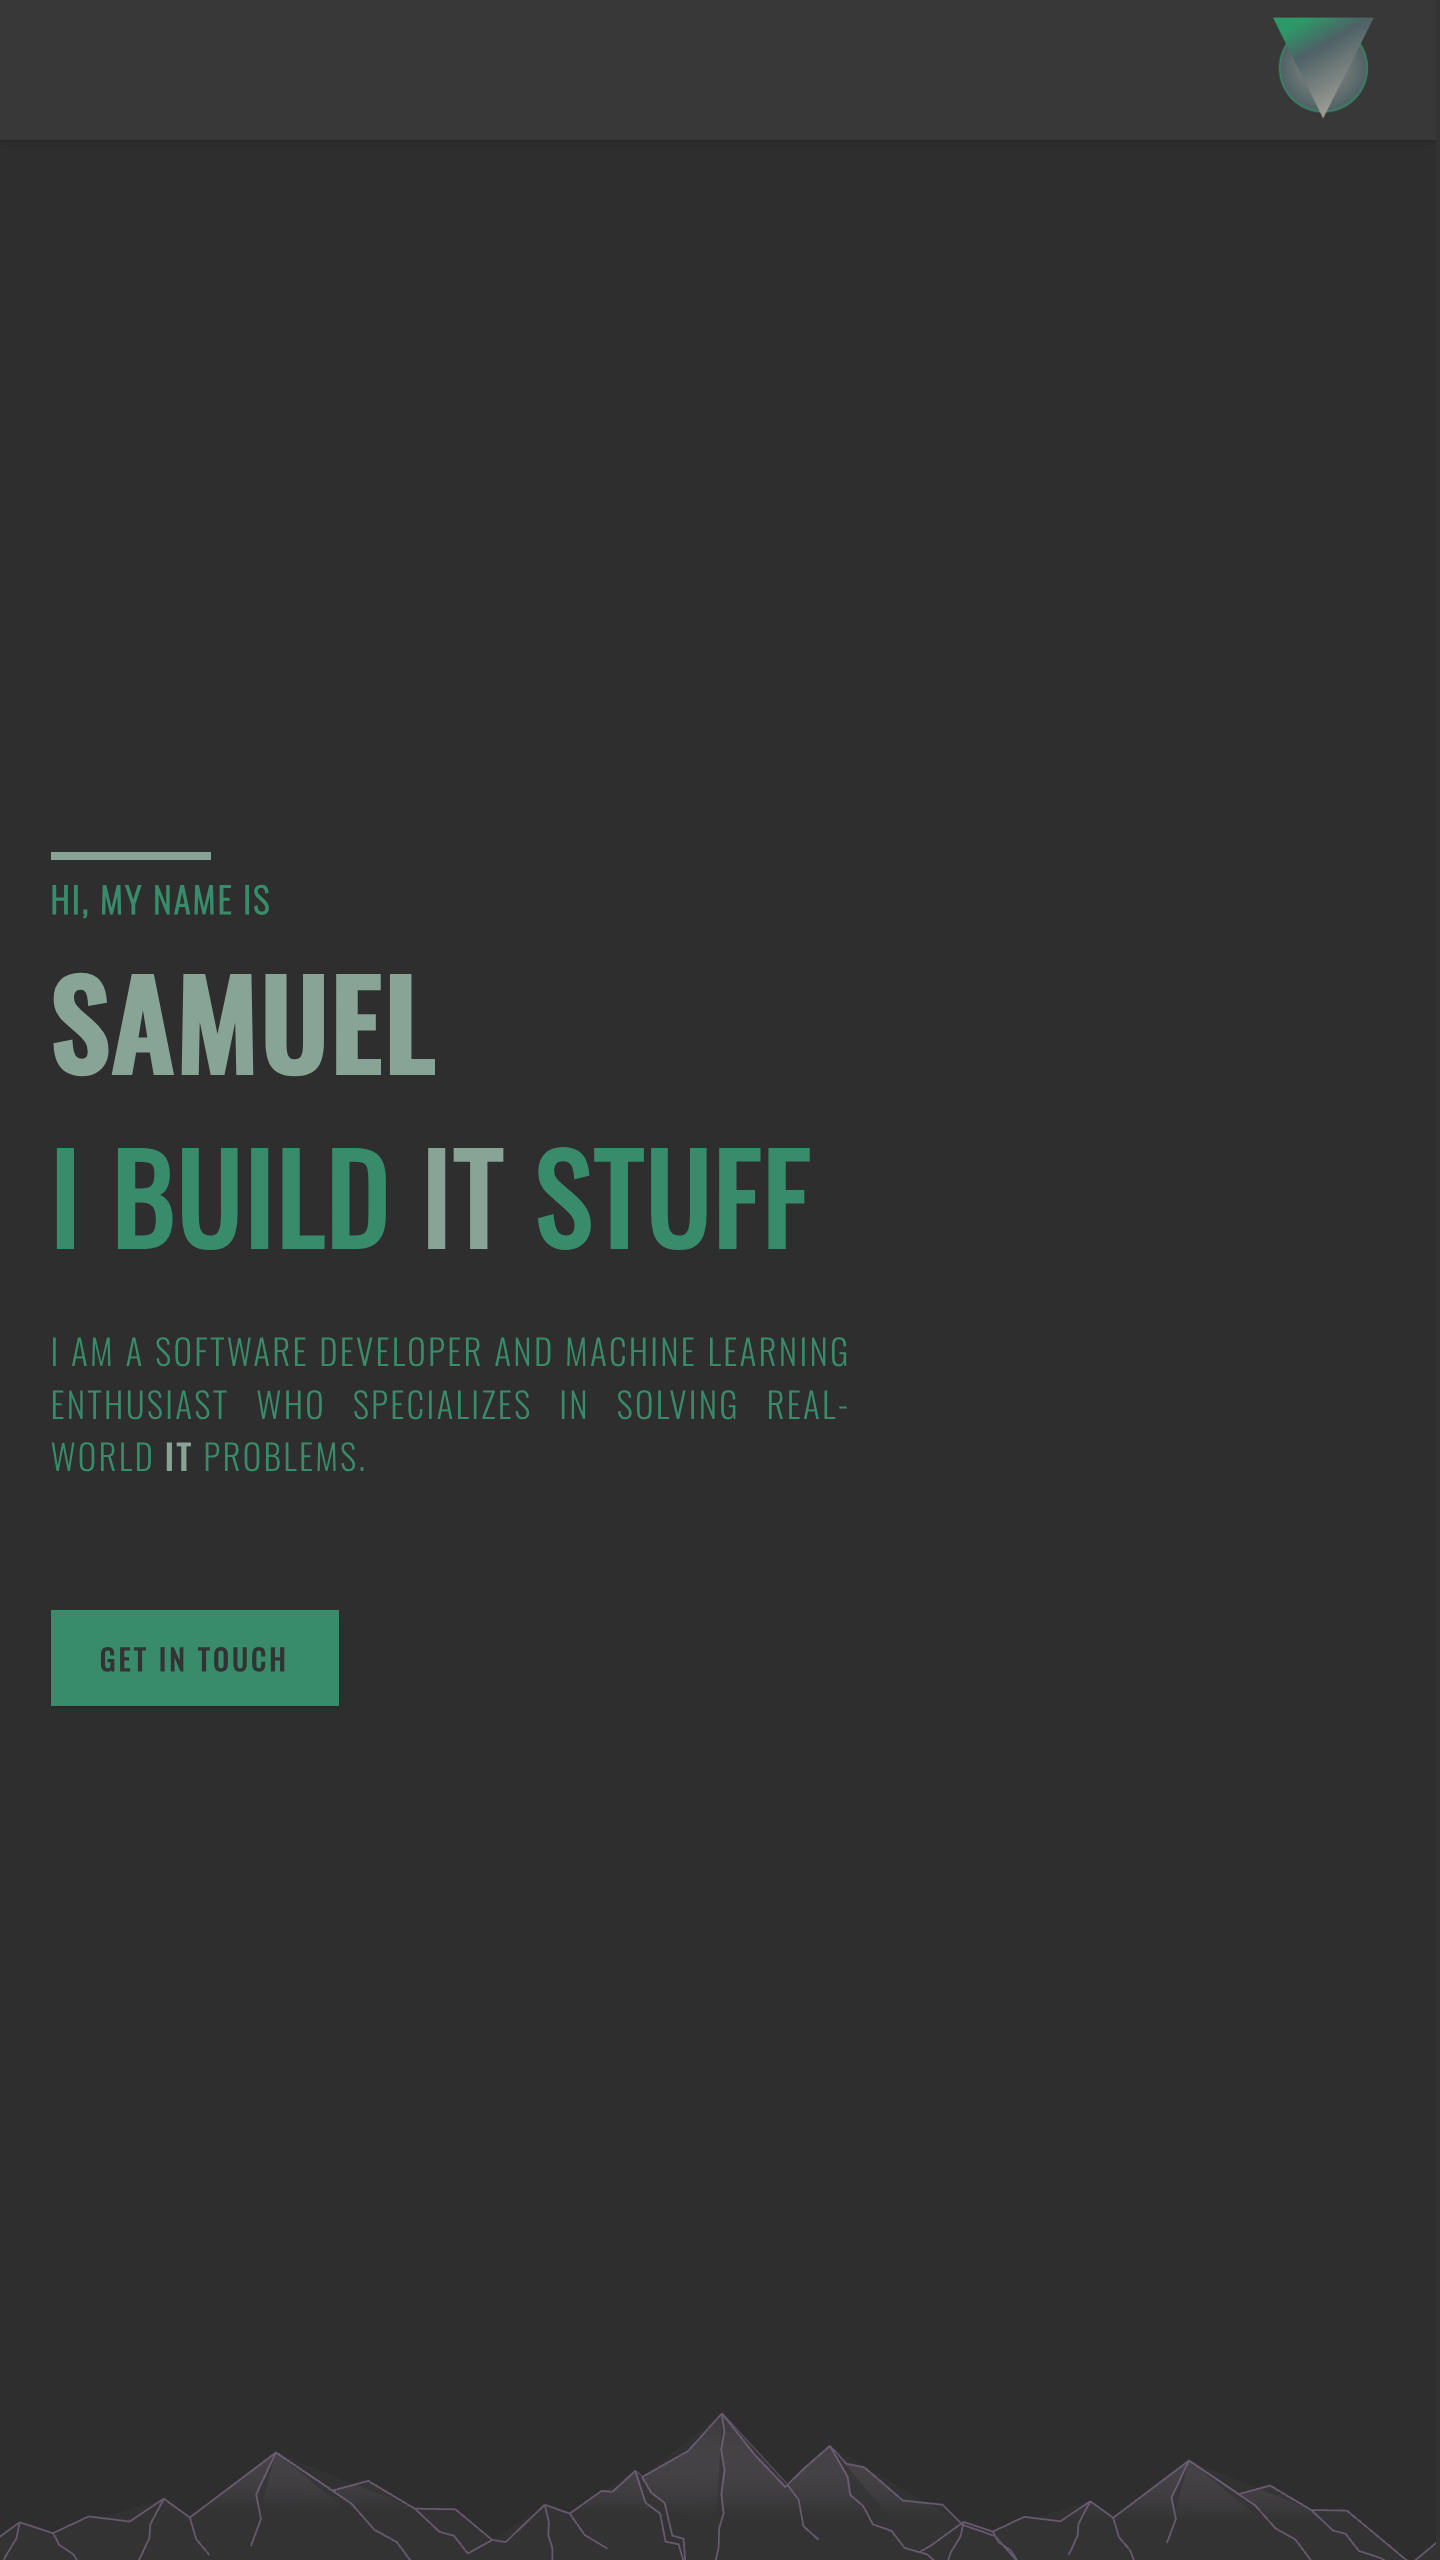 HI, MY NAME IS
SAMUEL
I BUILD IT STUFF
I AM A SOFTWARE DEVELOPER AND MACHINE LEARNING
ENTHUSIAST WHO SPECIALIZES IN SOLVING REAL-
WORLD IT PROBLEMS.
GET IN TOUCH